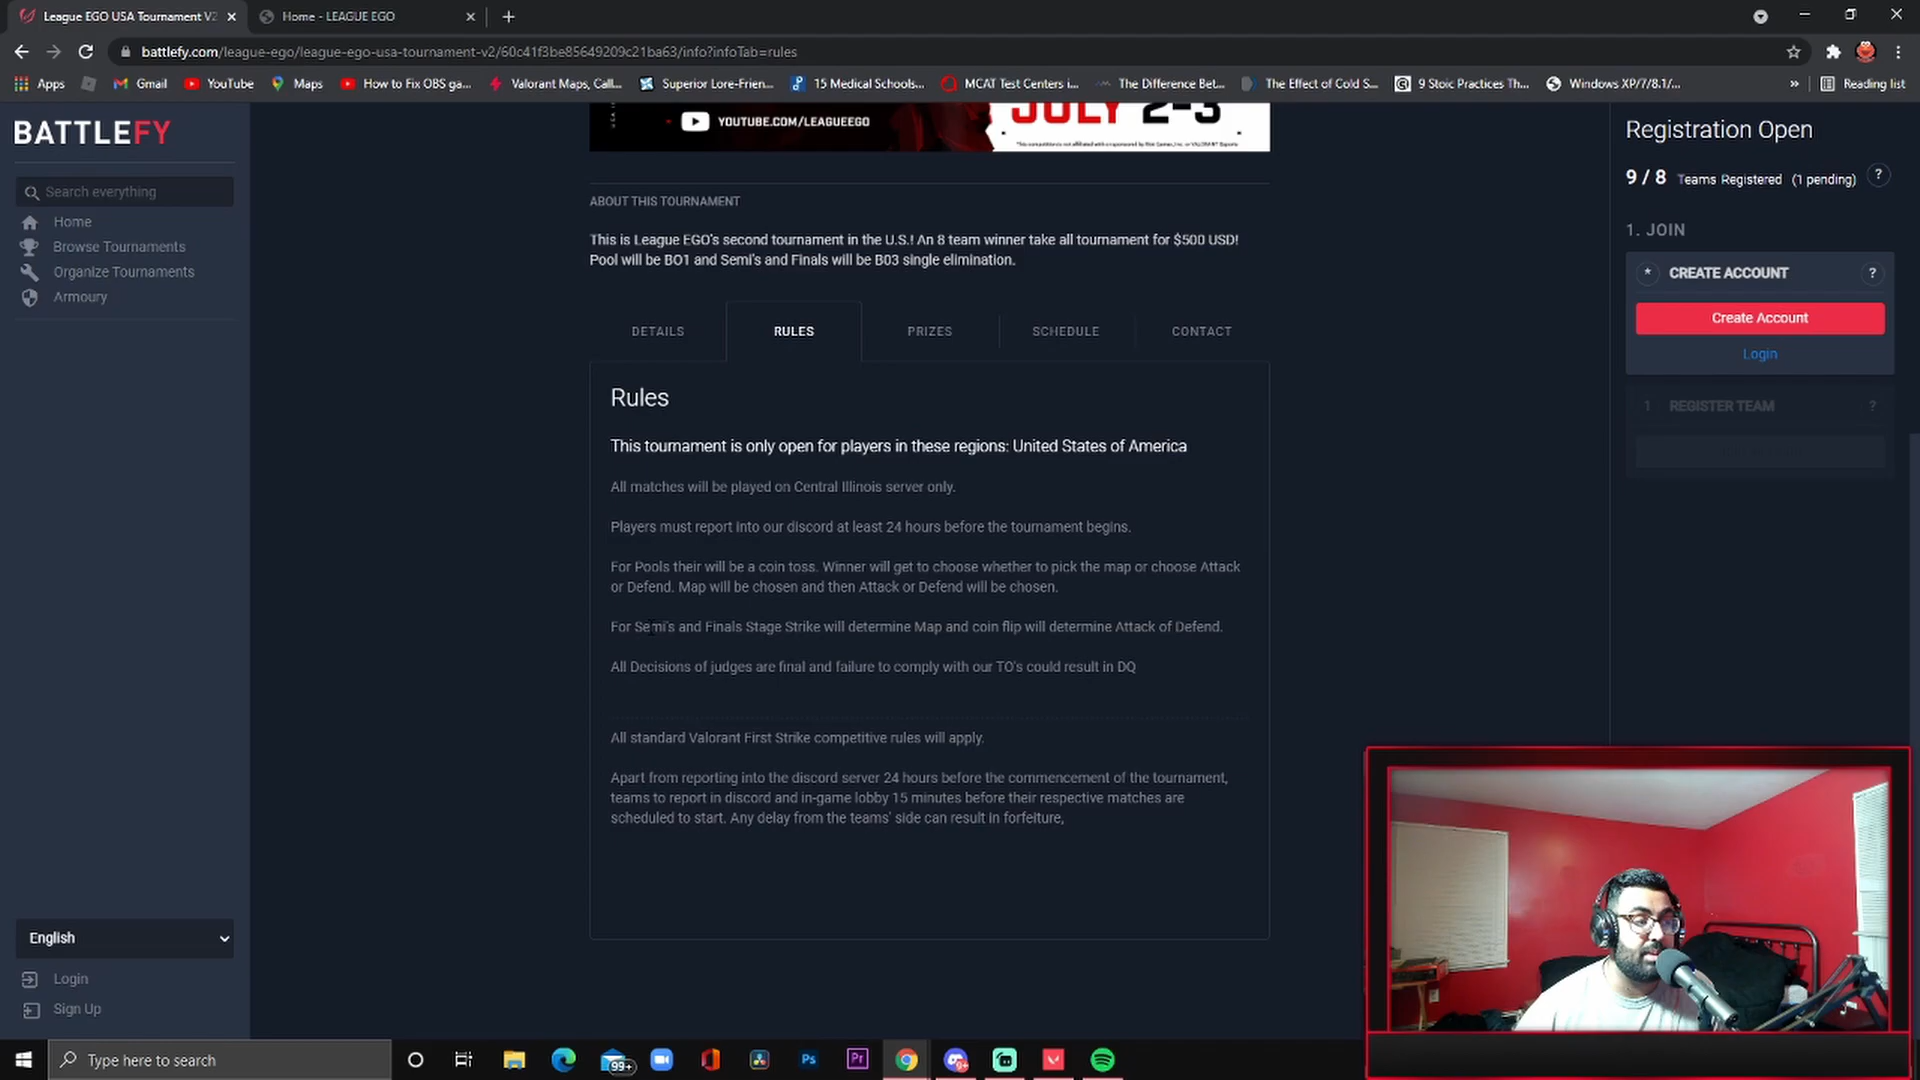 League EGO USA Tournament V2
Home - LEAGUE EGO
battlefy.com/league-ego/league-ego-usa-tournament-v2/60c41f3be85649209c21ba63/info?infoTab=rules
Apps
Gmail
YouTube
Maps
How to Fix OBS ga...
Valorant Maps, Call...
Superior Lore-Frien...
15 Medical Schools...
MCAT Test Centers i...
The Difference Bet...
The Effect of Cold S...
9 Stoic Practices Th...
Windows XP/7/8.1/...
»
Reading list
BATTLEFY
Search everything
Home
Browse Tournaments
Organize Tournaments
Armoury
YOUTUBE.COM/LEAGUEEGO
JULY 2-3
ABOUT THIS TOURNAMENT
This is League EGO's second tournament in the U.S.! An 8 team winner take all tournament for $500 USD!
Pool will be BO1 and Semi's and Finals will be B03 single elimination.
DETAILS
RULES
PRIZES
SCHEDULE
CONTACT
Rules
This tournament is only open for players in these regions: United States of America
All matches will be played on Central Illinois server only.
Players must report into our discord at least 24 hours before the tournament begins.
For Pools their will be a coin toss. Winner will get to choose whether to pick the map or choose Attack
or Defend. Map will be chosen and then Attack or Defend will be chosen.
For Semi's and Finals Stage Strike will determine Map and coin flip will determine Attack of Defend.
All Decisions of judges are final and failure to comply with our TO's could result in DQ
All standard Valorant First Strike competitive rules will apply.
Apart from reporting into the discord server 24 hours before the commencement of the tournament,
teams to report in discord and in-game lobby 15 minutes before their respective matches are
scheduled to start. Any delay from the teams' side can result in forfeiture,
Registration Open
9 / 8 Teams Registered (1 pending) ?
1. JOIN
* CREATE ACCOUNT ?
Create Account
Login
1 REGISTER TEAM ?
English
Login
Sign Up
Type here to search
99+
Ps
Pr